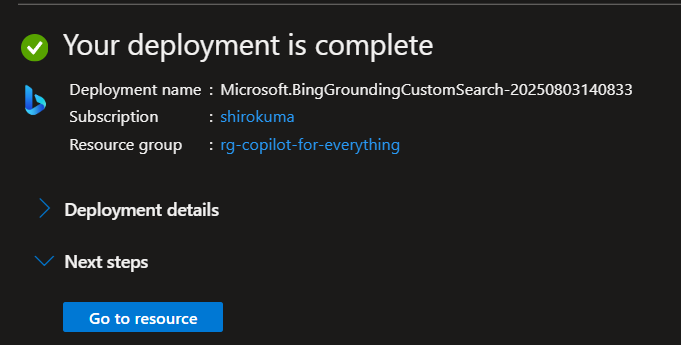 Your deployment is complete
Deployment name : Microsoft.BingGroundingCustomSearch-20250803140833
Subscription : shirokuma
Resource group : rg-copilot-for-everything
Deployment details
Next steps
Go to resource